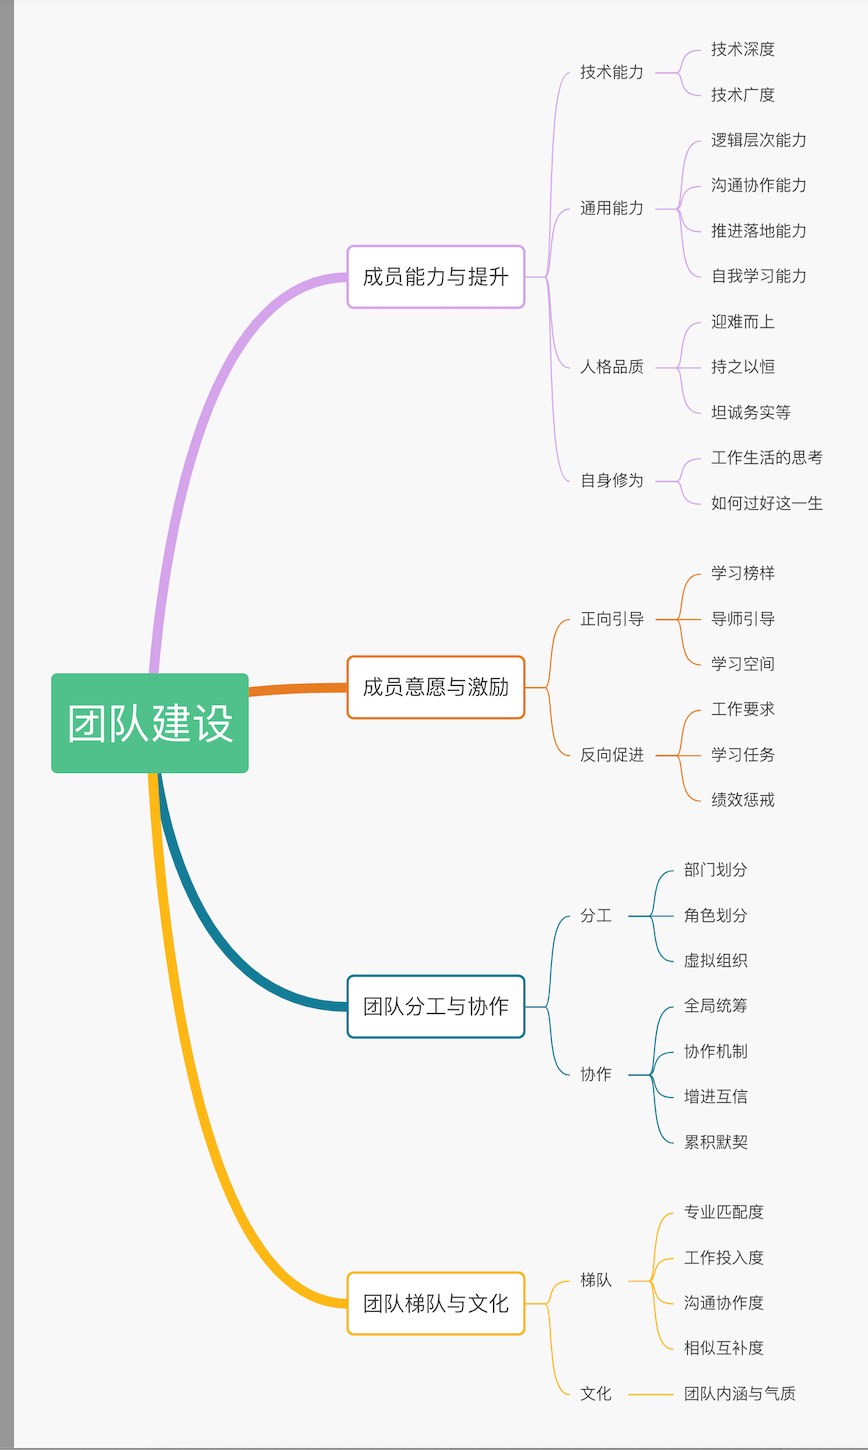 团队建设
成员能力与提升
技术能力
技术深度
技术广度
通用能力
逻辑层次能力
沟通协作能力
推进落地能力
自我学习能力
人格品质
迎难而上
持之以恒
坦诚务实等
自身修为
工作生活的思考
如何过好这一生
成员意愿与激励
正向引导
学习榜样
导师引导
学习空间
反向促进
工作要求
学习任务
绩效惩戒
团队分工与协作
分工
部门划分
角色划分
虚拟组织
协作
全局统筹
协作机制
增进互信
累积默契
团队梯队与文化
梯队
专业匹配度
工作投入度
沟通协作度
相似互补度
文化
团队内涵与气质